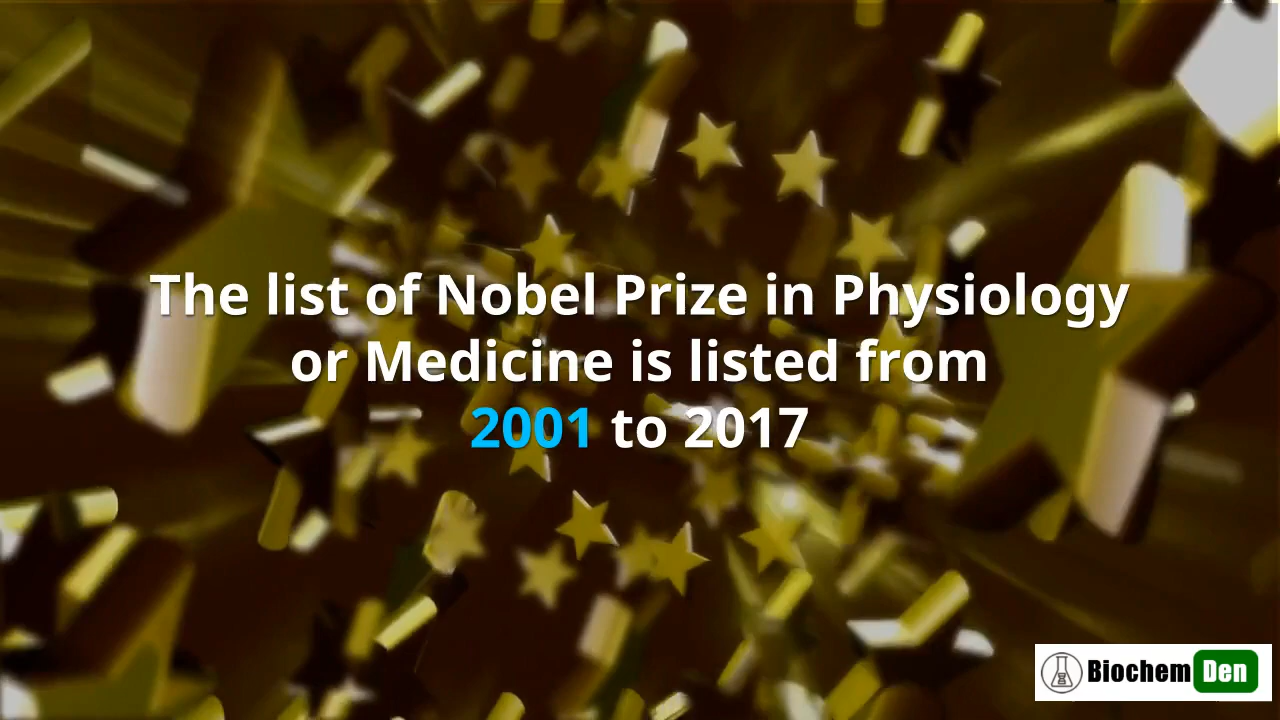 The list of Nobel Prize in Physiology
or Medicine is listed from
2001 to 2017
Biochem Den